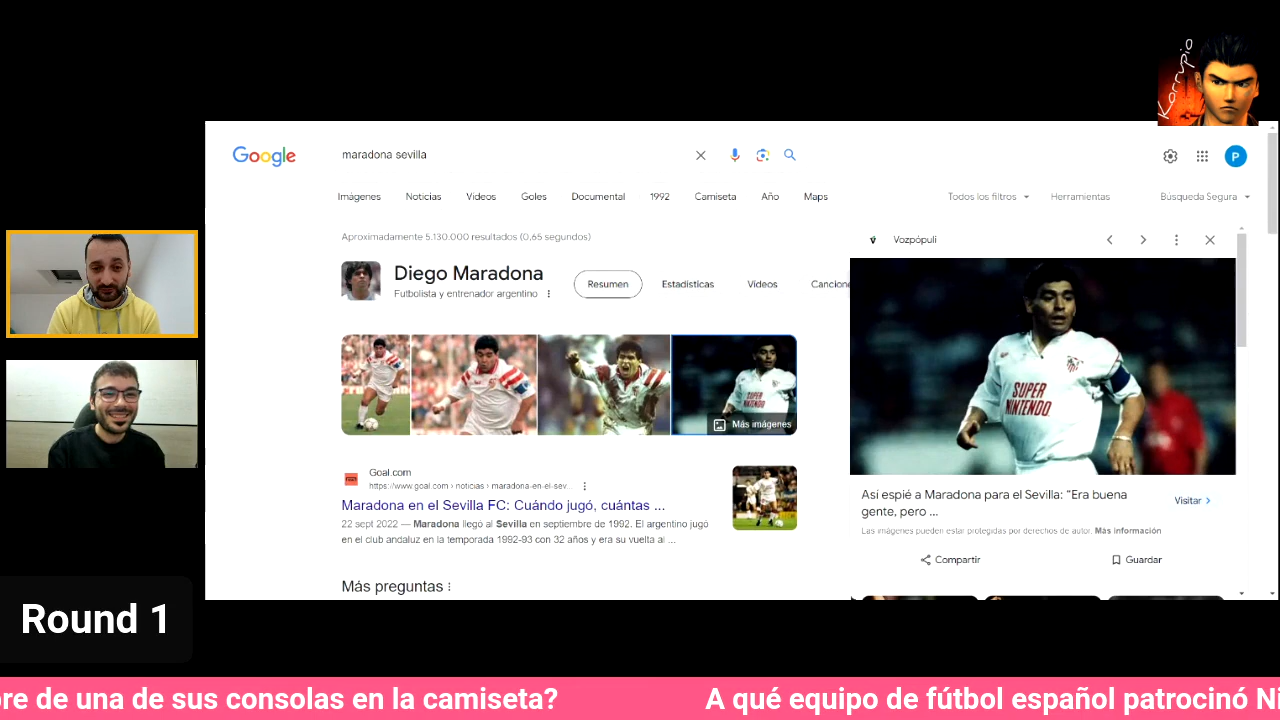 Korrupio
Google
maradona sevilla
P
Imágenes
Noticias
Vídeos
Goles
Documental
1992
Camiseta
Año
Maps
Todos los filtros
Herramientas
Búsqueda Segura
Aproximadamente 5.130.000 resultados (0,65 segundos)
Diego Maradona
Futbolista y entrenador argentino
Resumen
Estadísticas
Vídeos
Cancione
Más imágenes
Goal.com
https://www.goal.com › noticias › maradona-en-el-sev...
Maradona en el Sevilla FC: Cuándo jugó, cuántas ...
22 sept 2022 — Maradona llegó al Sevilla en septiembre de 1992. El argentino jugó
en el club andaluz en la temporada 1992-93 con 32 años y era su vuelta al ...
Más preguntas
Vozpópuli
SUPER
NINTENDO
Así espié a Maradona para el Sevilla: “Era buena
gente, pero ...
Visitar
Las imágenes pueden estar protegidas por derechos de autor. Más información
Compartir
Guardar
Round 1
bre de una de sus consolas en la camiseta?
A qué equipo de fútbol español patrocinó Ni